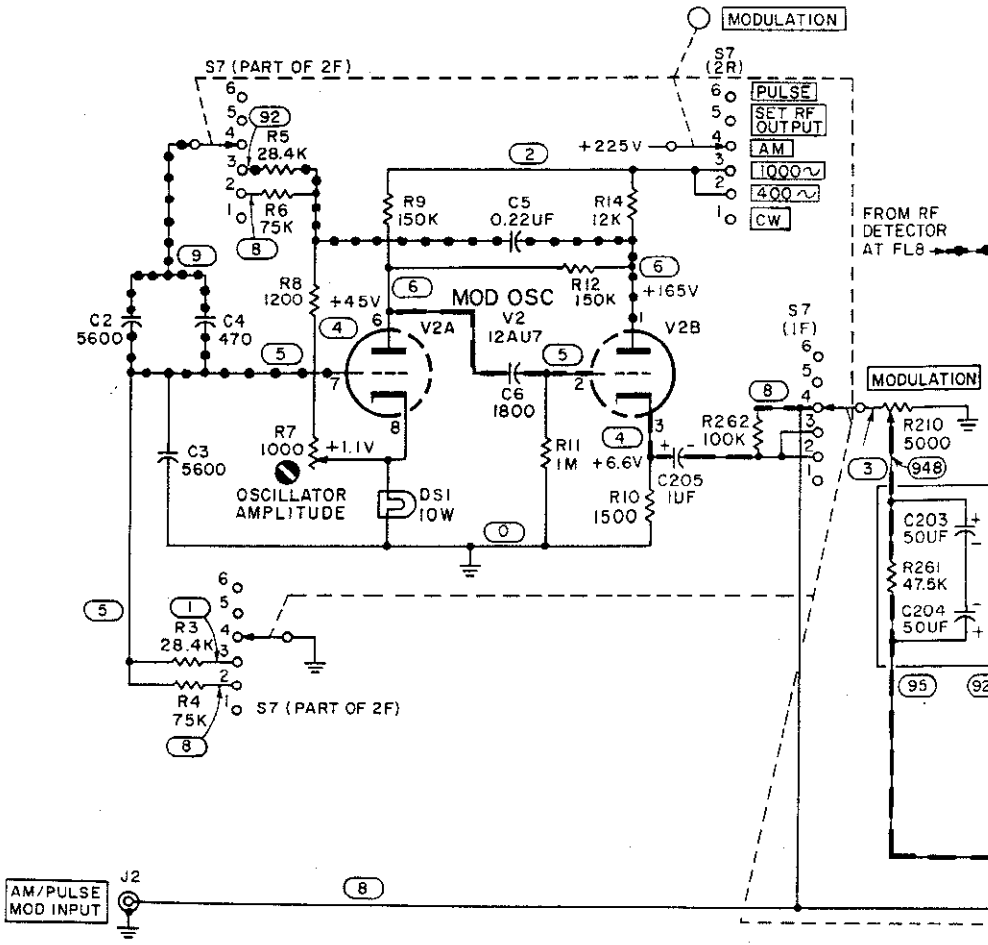 MODULATION
S7 (PART OF 2F)
S7
(2R)
6
5
4
3
2
1
92
R5
28.4K
R6
75K
8
+225V
6
5
4
3
2
1
PULSE
SET RF
OUTPUT
AM
1000~
400~
CW
2
R9
150K
C5
0.22UF
R14
12K
FROM RF
DETECTOR
AT FL8
9
R8
1200
+45V
6
MOD OSC
R12
150K
6
+165V
C2
5600
C4
470
5
4
6
V2A
7
8
V2
12AU7
C6
1800
5
2
1
V2B
3
S7
(1F)
6
5
4
3
2
1
MODULATION
8
R262
100K
R210
5000
3
948
C3
5600
R7
1000
+1.1V
OSCILLATOR
AMPLITUDE
DS1
10W
R11
1M
4
+6.6V
+
-
C205
1UF
R10
1500
0
C203
50UF
+
-
R261
47.5K
C204
50UF
-
+
95
92
5
6
5
4
3
2
1
1
R3
28.4K
R4
75K
8
S7 (PART OF 2F)
AM/PULSE
MOD INPUT
J2
8